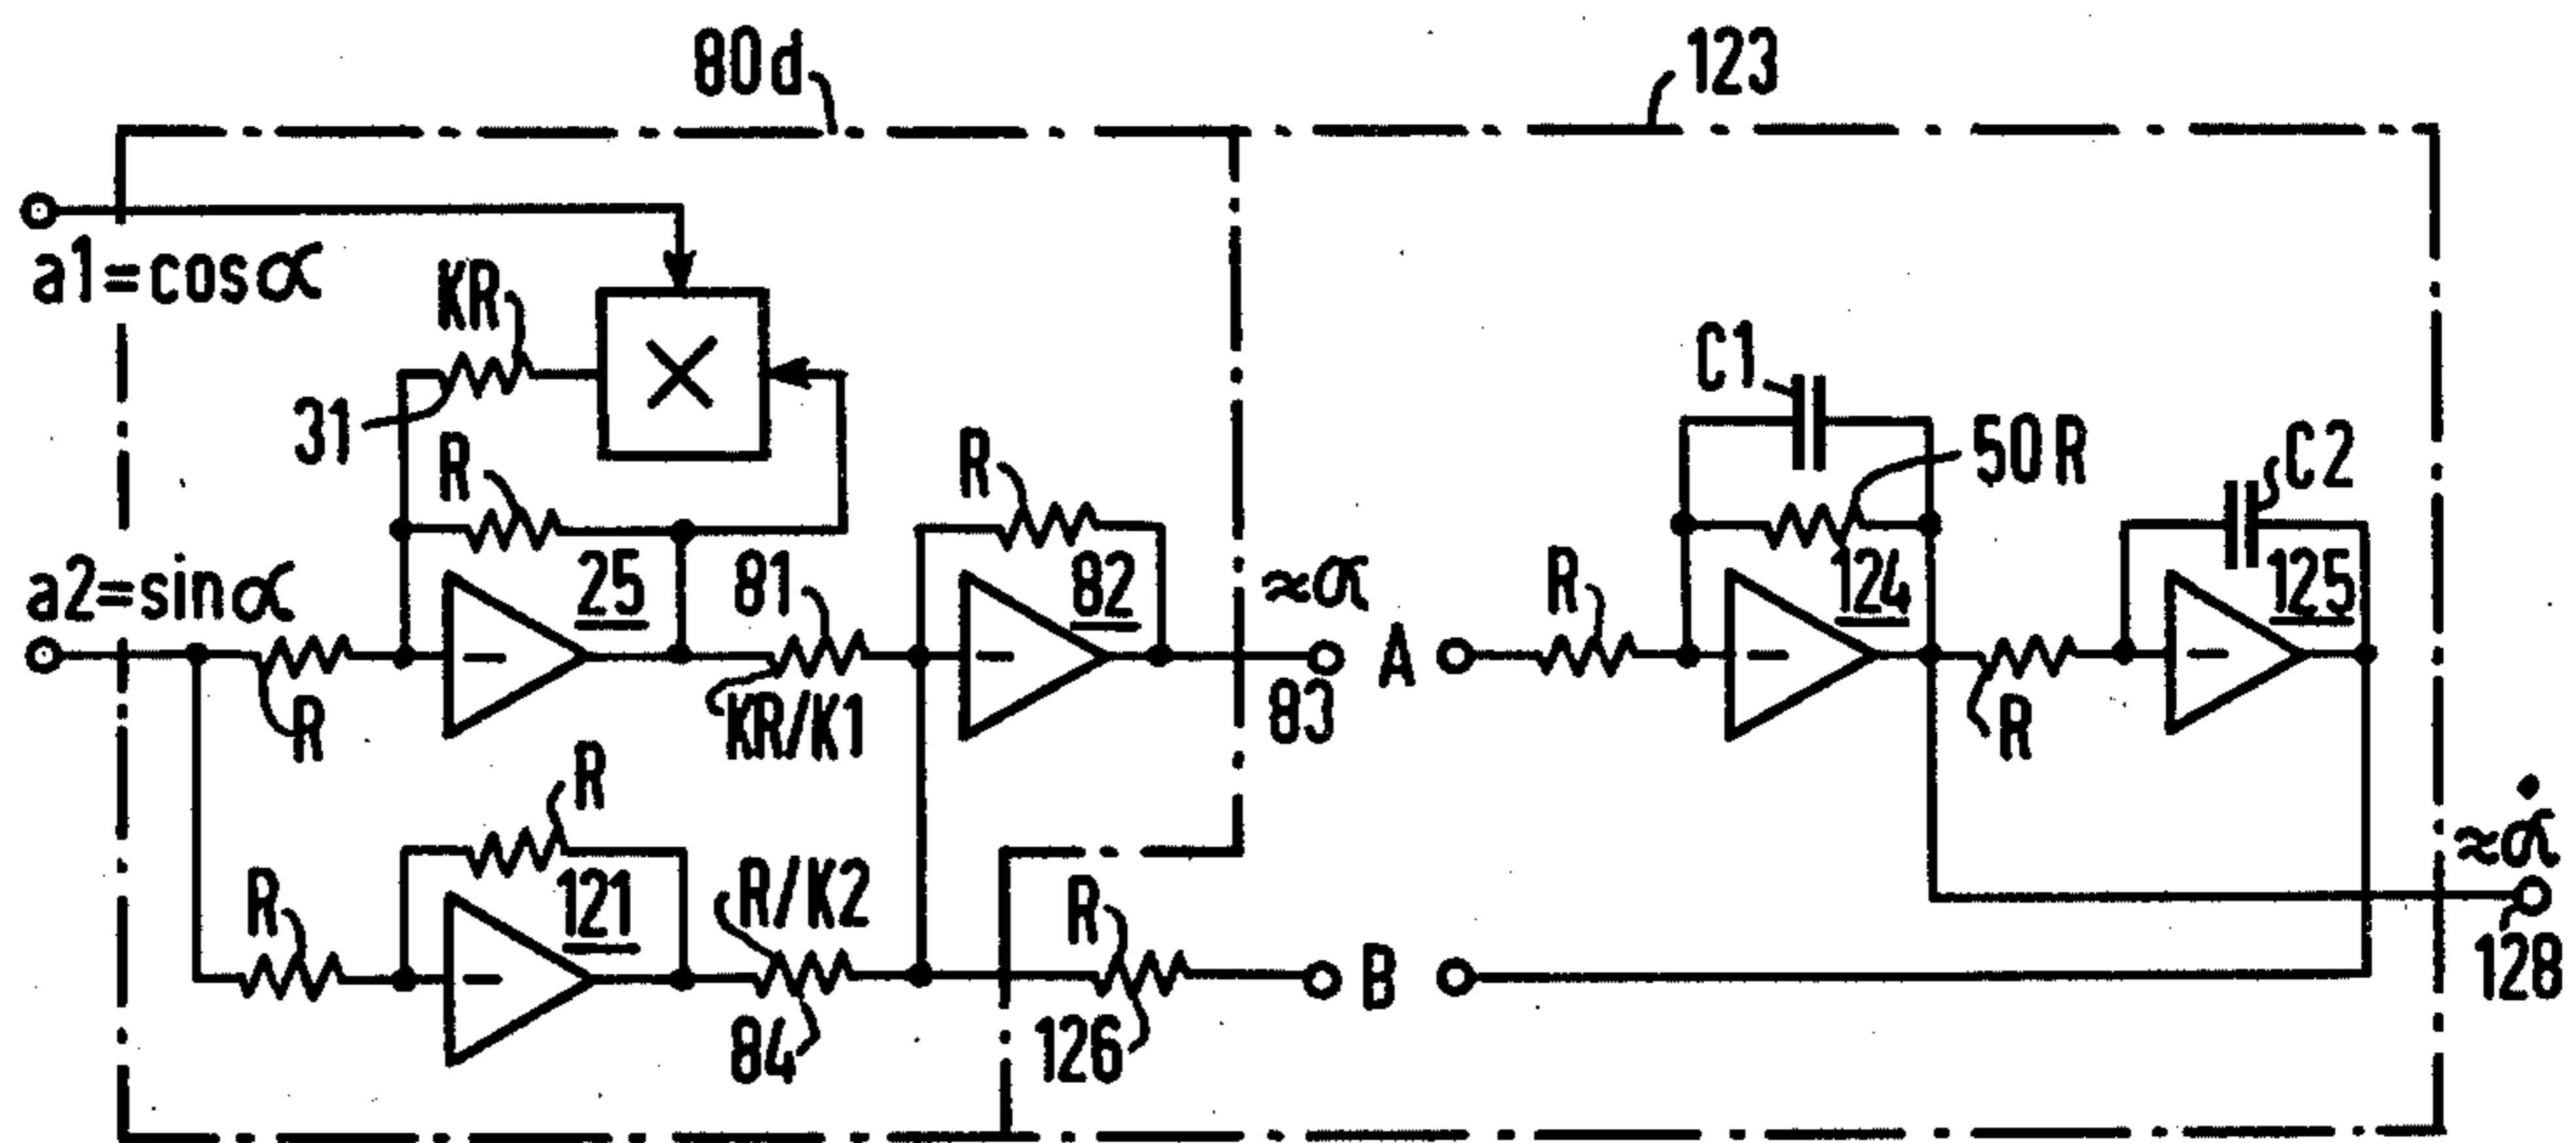 80d
123
a1=cosα
KR
31
R
C1
50R
R
C2
a2=sinα
25
81
82
≈α
R
124
125
R
KR/K1
83
A
R
R
121
R/K2
R
≈α̇
R
84
126
B
128